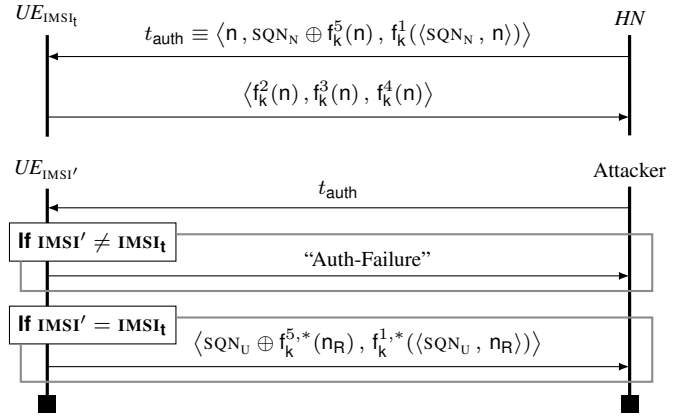 UE_IMSI_t HN
t_auth ≡ ⟨n , SQN_N ⊕ f^5_k(n) , f^1_k(⟨SQN_N , n⟩)⟩
⟨f^2_k(n) , f^3_k(n) , f^4_k(n)⟩
UE_IMSI′ Attacker
t_auth
If IMSI′ ≠ IMSI_t
“Auth-Failure”
If IMSI′ = IMSI_t
⟨SQN_U ⊕ f^{5,*}_k(n_R) , f^{1,*}_k(⟨SQN_U , n_R⟩)⟩